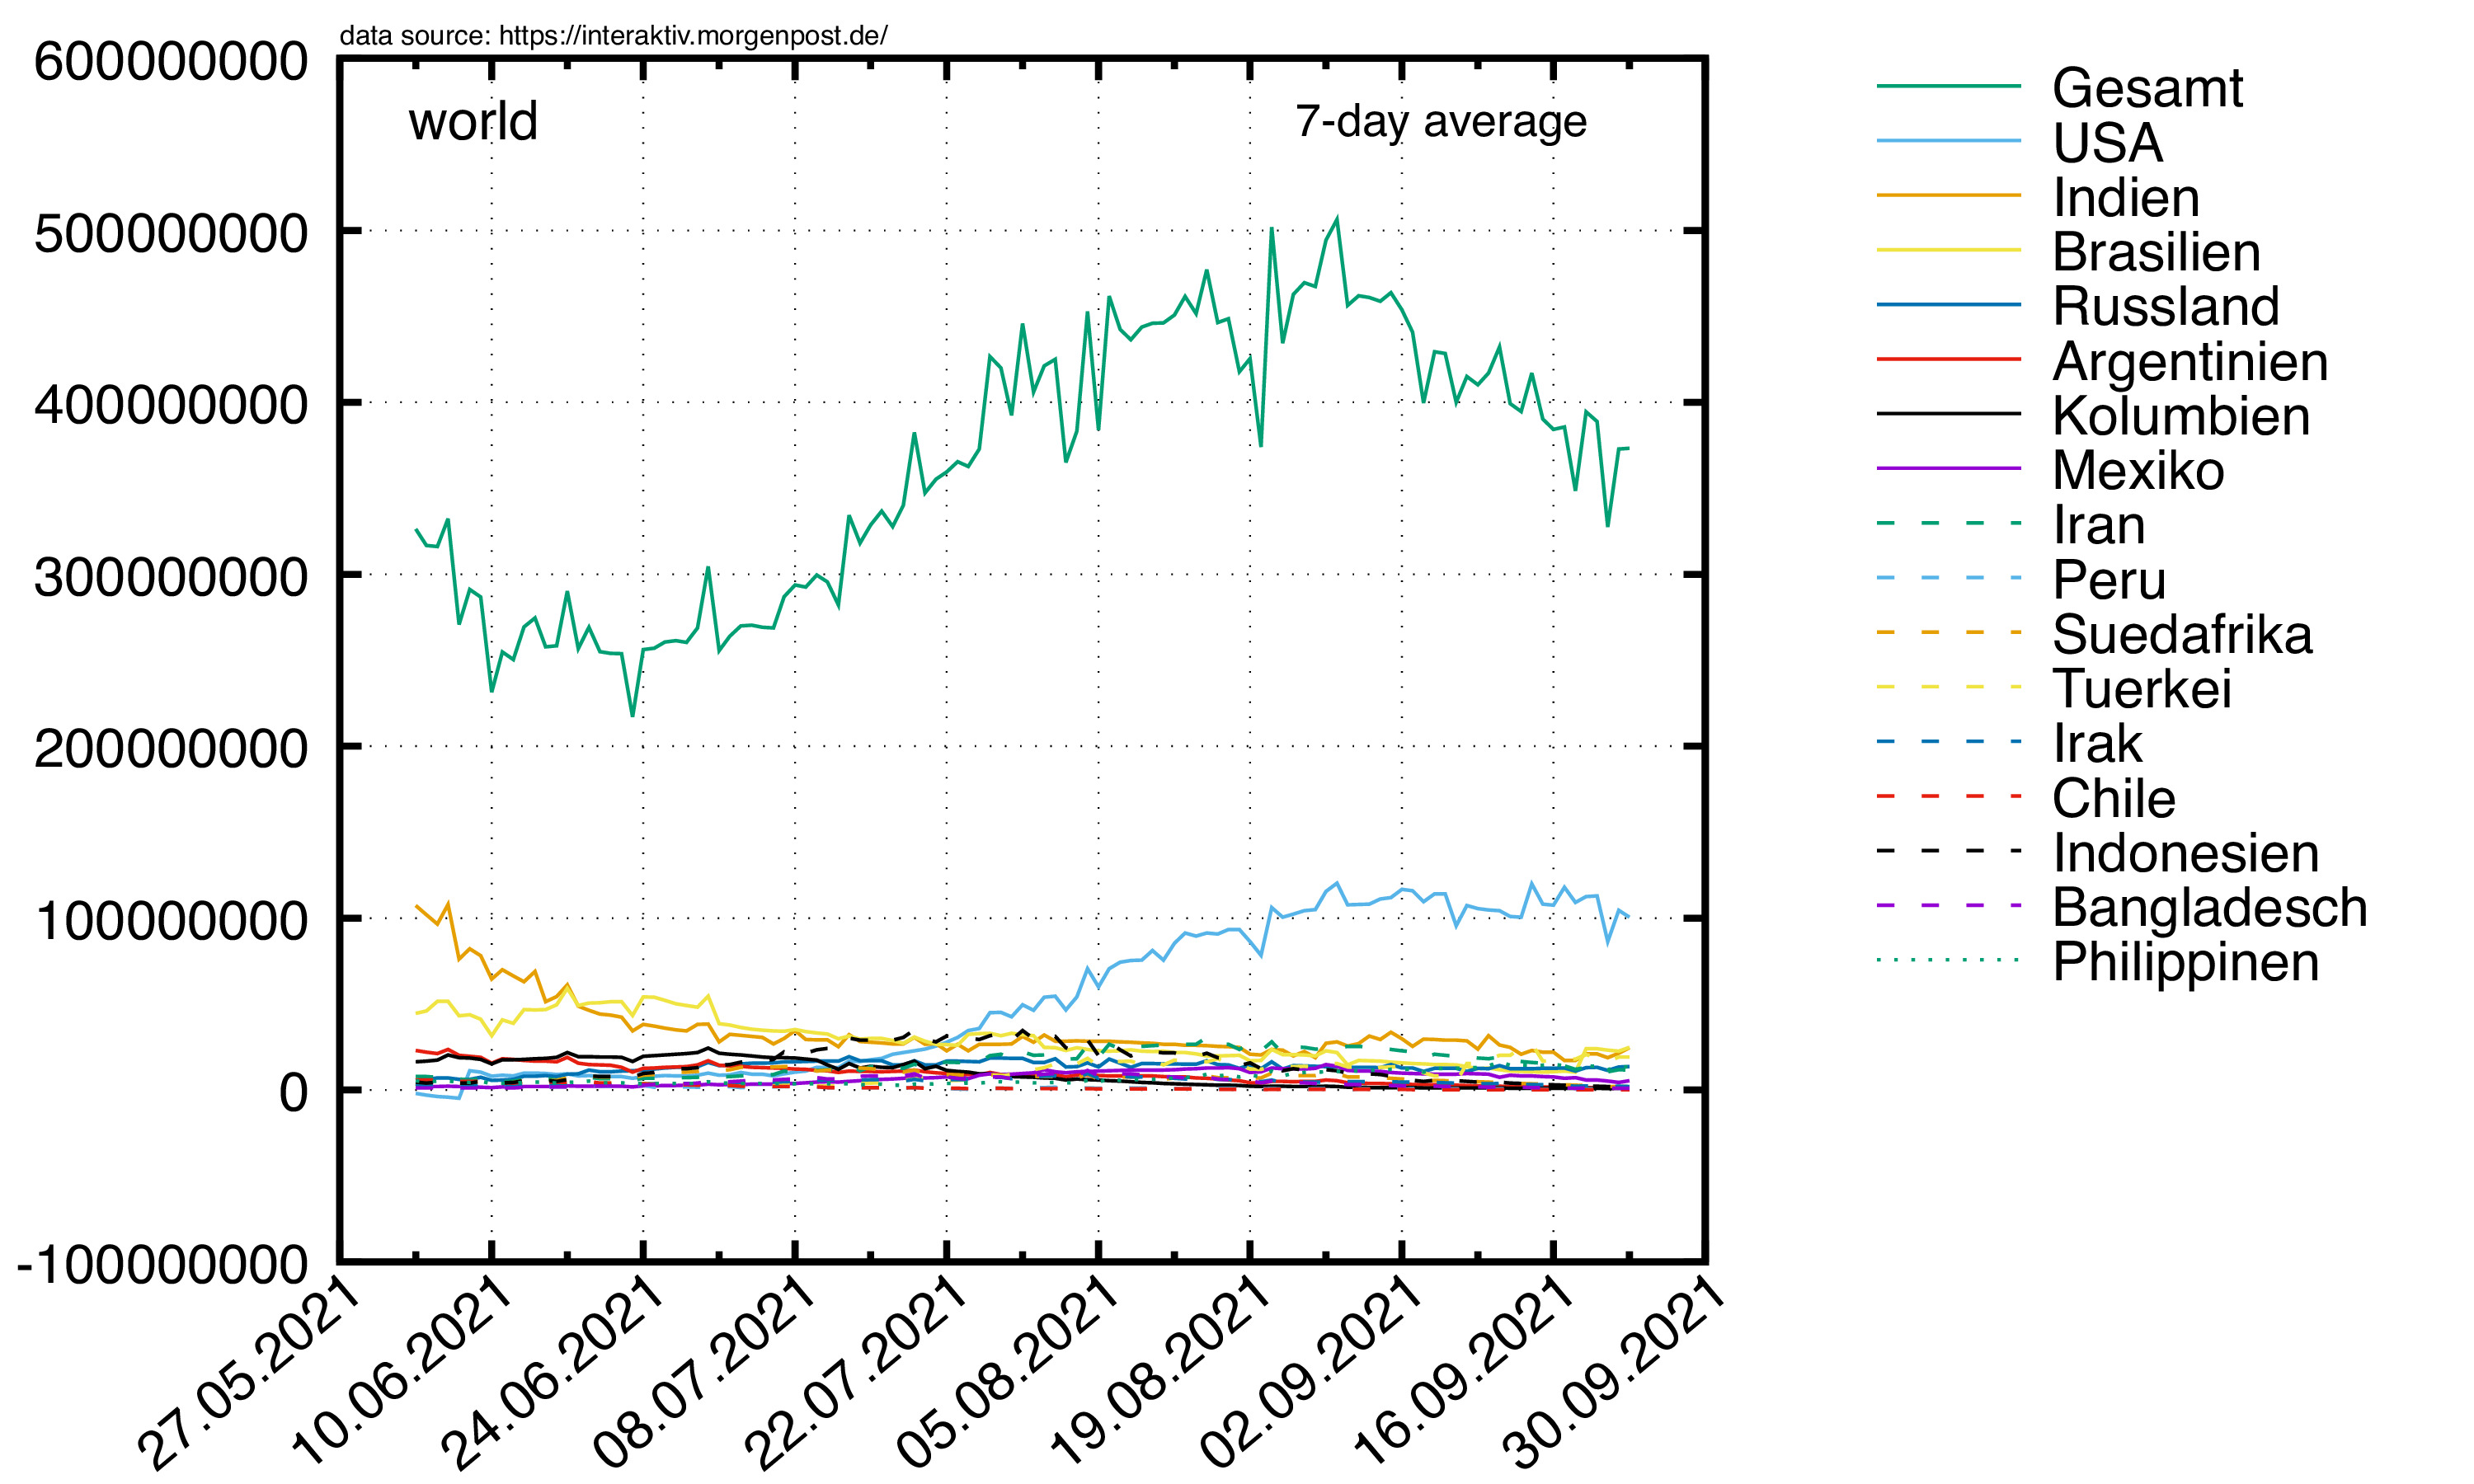 data source: https://interaktiv.morgenpost.de/
world
7-day average
600000000
500000000
400000000
300000000
200000000
100000000
0
-100000000
27.05.2021
10.06.2021
24.06.2021
08.07.2021
22.07.2021
05.08.2021
19.08.2021
02.09.2021
16.09.2021
30.09.2021
Gesamt
USA
Indien
Brasilien
Russland
Argentinien
Kolumbien
Mexiko
Iran
Peru
Suedafrika
Tuerkei
Irak
Chile
Indonesien
Bangladesch
Philippinen